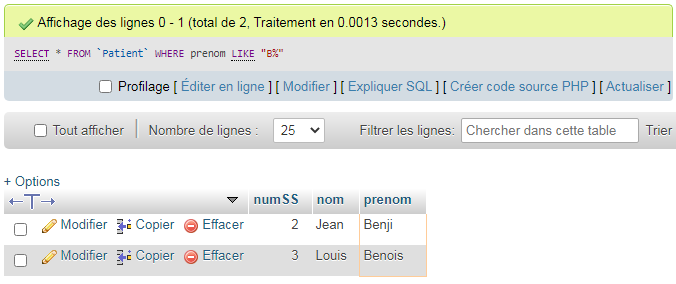 Affichage des lignes 0 - 1 (total de 2, Traitement en 0.0013 secondes.)
SELECT * FROM `Patient` WHERE prenom LIKE "B%"
Profilage [ Éditer en ligne ] [ Modifier ] [ Expliquer SQL ] [ Créer code source PHP ] [ Actualiser ]
Tout afficher Nombre de lignes : 25 Filtrer les lignes: Chercher dans cette table Trier
+ Options
←T→ numSS nom prenom
Modifier Copier Effacer 2 Jean Benji
Modifier Copier Effacer 3 Louis Benois